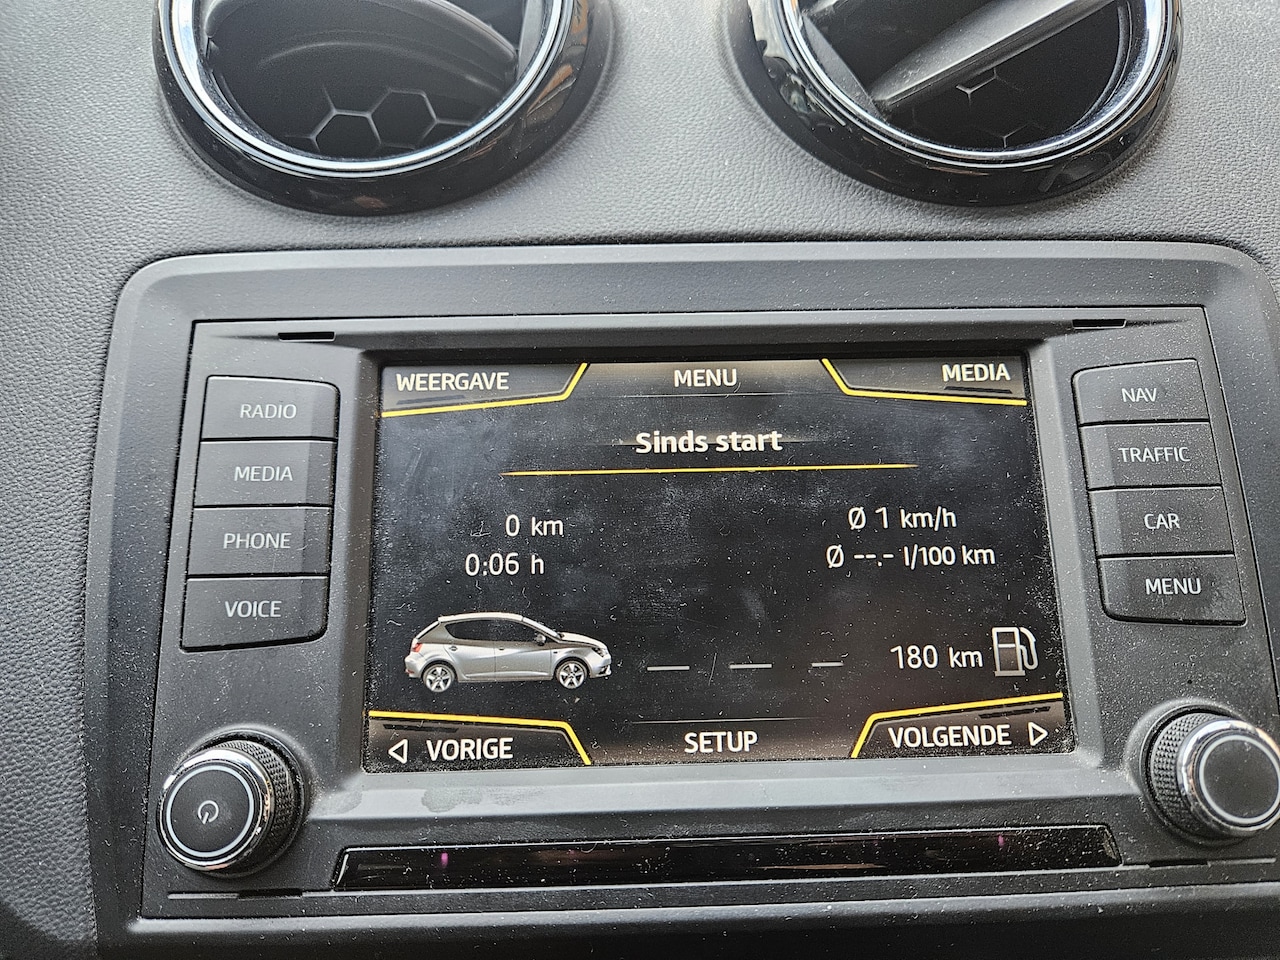 WEERGAVE MENU MEDIA
Sinds start
0 km
0:06 h
Ø 1 km/h
Ø --.- l/100 km
180 km
VORIGE SETUP VOLGENDE
RADIO
MEDIA
PHONE
VOICE
NAV
TRAFFIC
CAR
MENU